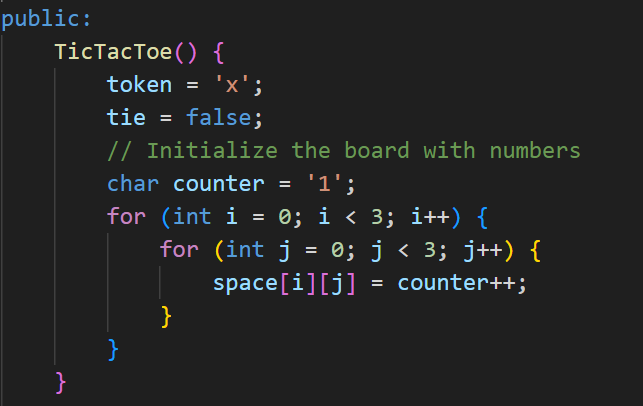 public:
    TicTacToe() {
        token = 'x';
        tie = false;
        // Initialize the board with numbers
        char counter = '1';
        for (int i = 0; i < 3; i++) {
            for (int j = 0; j < 3; j++) {
                space[i][j] = counter++;
            }
        }
    }